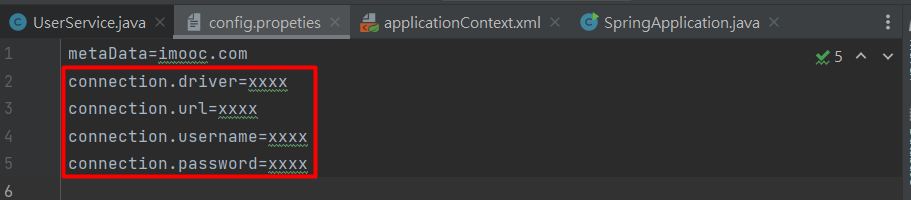 UserService.java config.propeties applicationContext.xml SpringApplication.java
1 metaData=imooc.com 5
2 connection.driver=xxxx
3 connection.url=xxxx
4 connection.username=xxxx
5 connection.password=xxxx
6